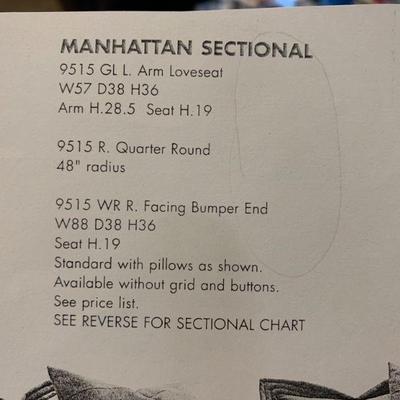 MANHATTAN SECTIONAL
9515 GL L. Arm Loveseat
W57 D38 H36
Arm H.28.5 Seat H.19
9515 R. Quarter Round
48" radius
9515 WR R. Facing Bumper End
W88 D38 H36
Seat H.19
Standard with pillows as shown.
Available without grid and buttons.
See price list.
SEE REVERSE FOR SECTIONAL CHART